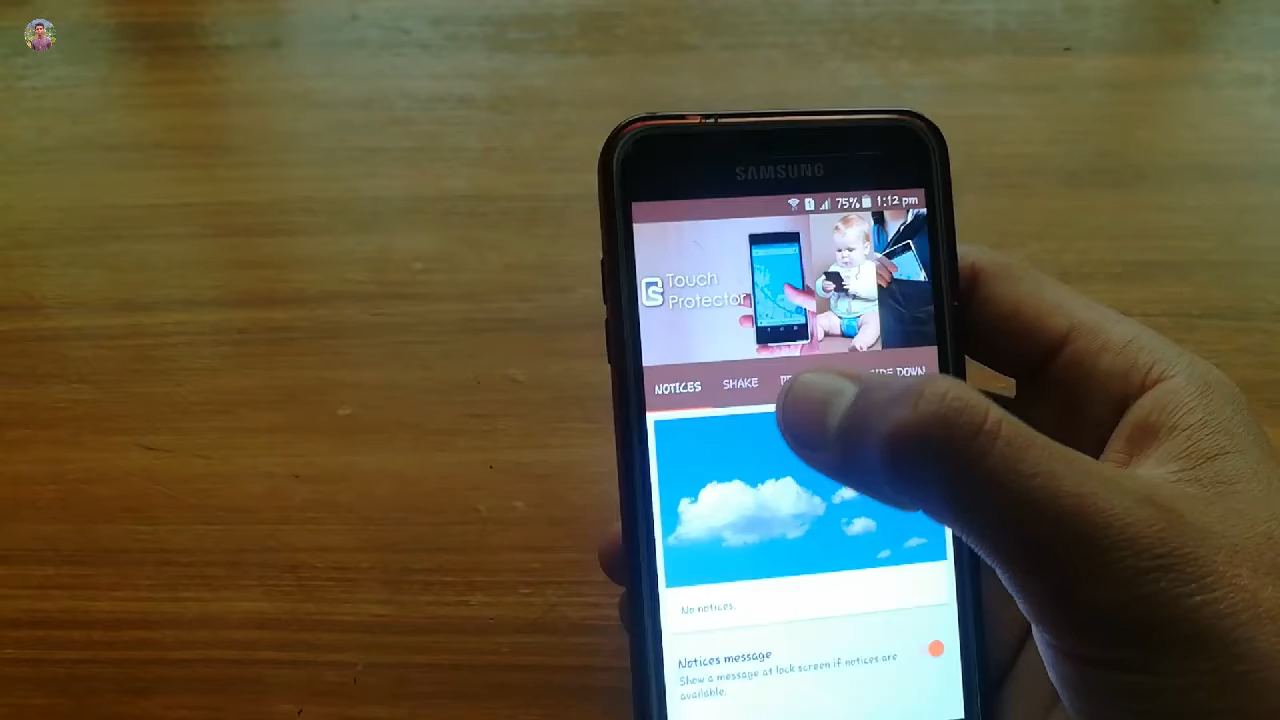 SAMSUNG
75% 1:12 pm
Touch
Protector
NOTICES SHAKE DOWN
No notices.
Notices message
Show a message at lock screen if notices are
available.